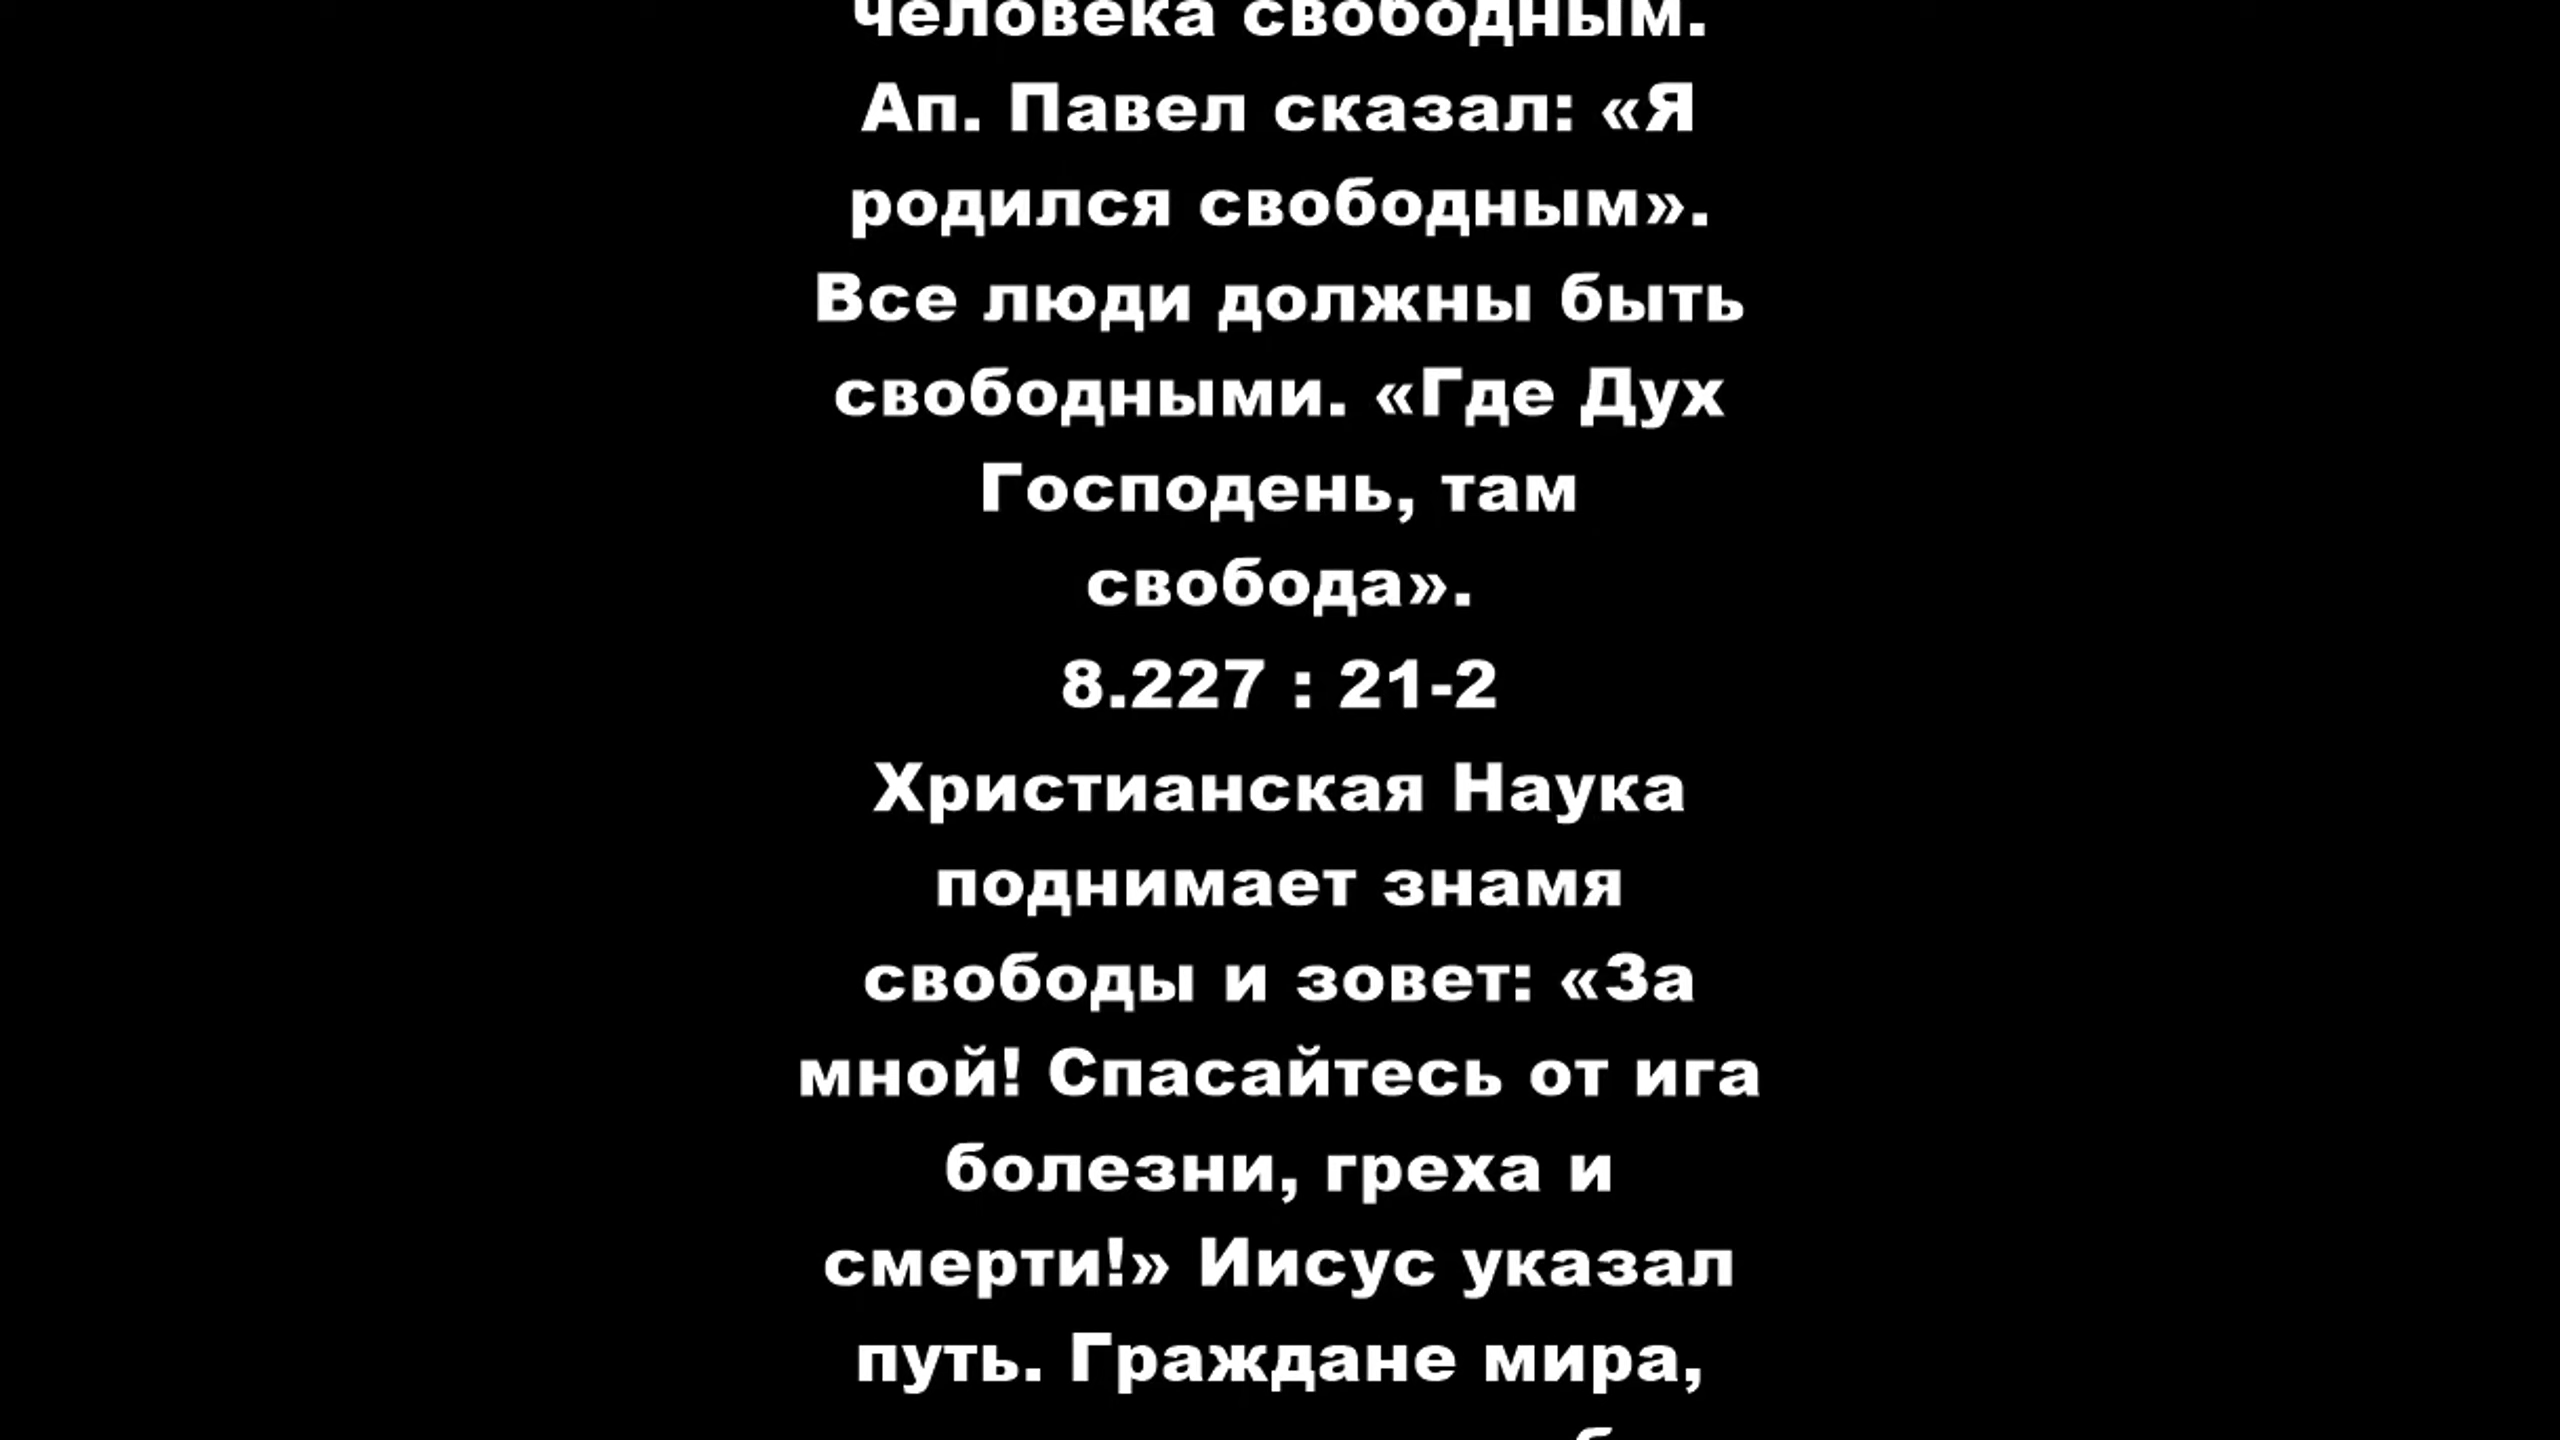 человека свободным.
Ап. Павел сказал: «Я
родился свободным».
Все люди должны быть
свободными. «Где Дух
Господень, там
свобода».
8.227 : 21-2
Христианская Наука
поднимает знамя
свободы и зовет: «За
мной! Спасайтесь от ига
болезни, греха и
смерти!» Иисус указал
путь. Граждане мира,